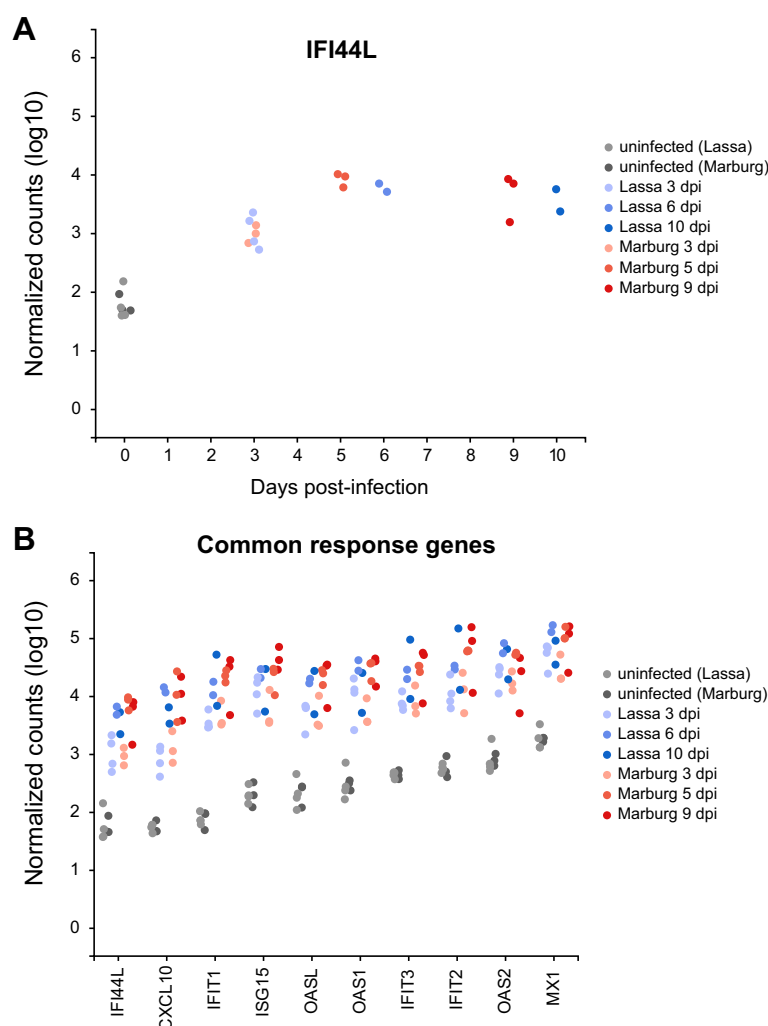 A
IFI44L
Normalized counts (log10)
6
5
4
3
2
1
0
0 1 2 3 4 5 6 7 8 9 10
Days post-infection
uninfected (Lassa)
uninfected (Marburg)
Lassa 3 dpi
Lassa 6 dpi
Lassa 10 dpi
Marburg 3 dpi
Marburg 5 dpi
Marburg 9 dpi
B
Common response genes
Normalized counts (log10)
6
5
4
3
2
1
0
IFI44L
CXCL10
IFIT1
ISG15
OASL
OAS1
IFIT3
IFIT2
OAS2
MX1
uninfected (Lassa)
uninfected (Marburg)
Lassa 3 dpi
Lassa 6 dpi
Lassa 10 dpi
Marburg 3 dpi
Marburg 5 dpi
Marburg 9 dpi